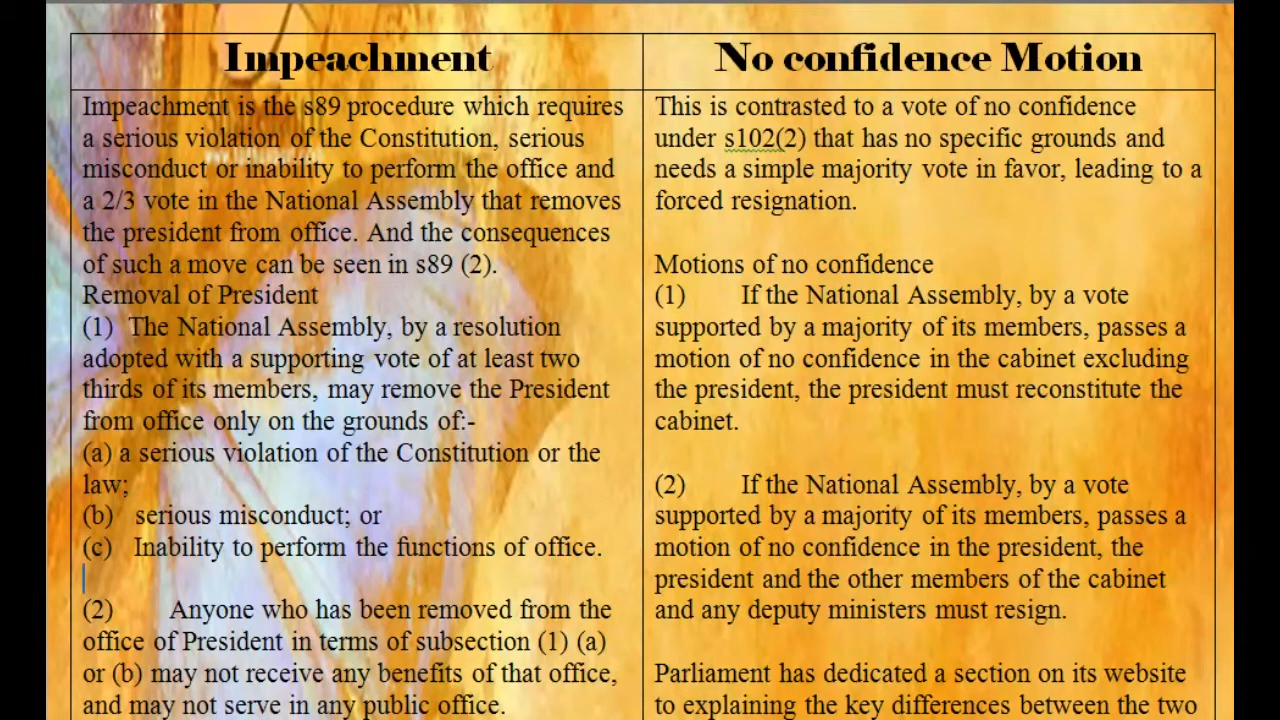 Impeachment
Impeachment is the s89 procedure which requires
a serious violation of the Constitution, serious
misconduct or inability to perform the office and
a 2/3 vote in the National Assembly that removes
the president from office. And the consequences
of such a move can be seen in s89 (2).
Removal of President
(1) The National Assembly, by a resolution
adopted with a supporting vote of at least two
thirds of its members, may remove the President
from office only on the grounds of:-
(a) a serious violation of the Constitution or the
law;
(b) serious misconduct; or
(c) Inability to perform the functions of office.
(2) Anyone who has been removed from the
office of President in terms of subsection (1) (a)
or (b) may not receive any benefits of that office,
and may not serve in any public office.
No confidence Motion
This is contrasted to a vote of no confidence
under s102(2) that has no specific grounds and
needs a simple majority vote in favor, leading to a
forced resignation.
Motions of no confidence
(1) If the National Assembly, by a vote
supported by a majority of its members, passes a
motion of no confidence in the cabinet excluding
the president, the president must reconstitute the
cabinet.
(2) If the National Assembly, by a vote
supported by a majority of its members, passes a
motion of no confidence in the president, the
president and the other members of the cabinet
and any deputy ministers must resign.
Parliament has dedicated a section on its website
to explaining the key differences between the two